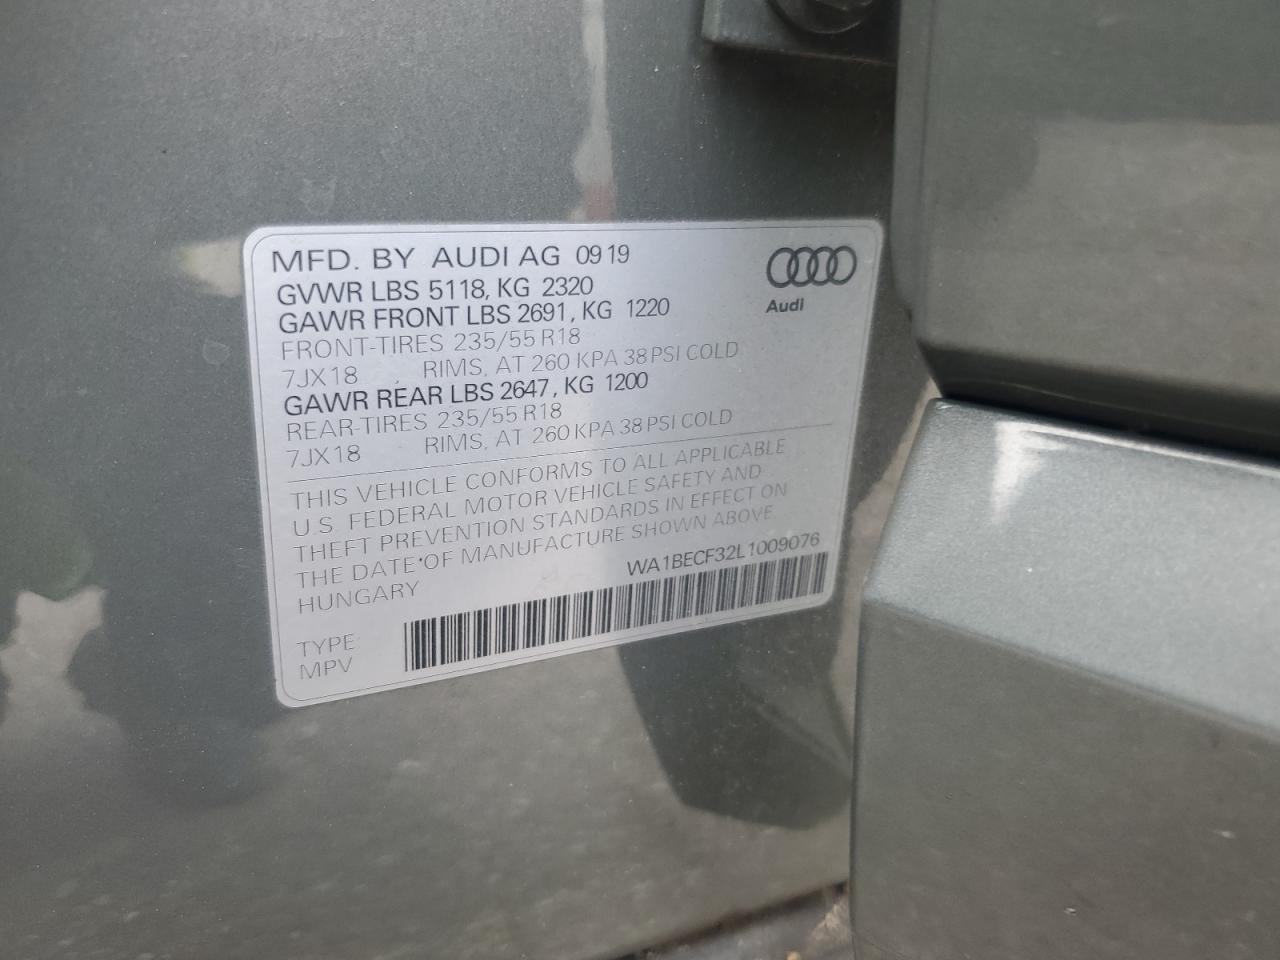 MFD. BY AUDI AG 09 19
GVWR LBS 5118, KG 2320
GAWR FRONT LBS 2691, KG 1220
FRONT-TIRES 235/55 R18
7JX18 RIMS, AT 260 KPA 38 PSI COLD
GAWR REAR LBS 2647, KG 1200
REAR-TIRES 235/55 R18
7JX18 RIMS, AT 260 KPA 38 PSI COLD
Audi
THIS VEHICLE CONFORMS TO ALL APPLICABLE
U.S. FEDERAL MOTOR VEHICLE SAFETY AND
THEFT PREVENTION STANDARDS IN EFFECT ON
THE DATE OF MANUFACTURE SHOWN ABOVE
HUNGARY
WA1BECF32L1009076
TYPE:
MPV